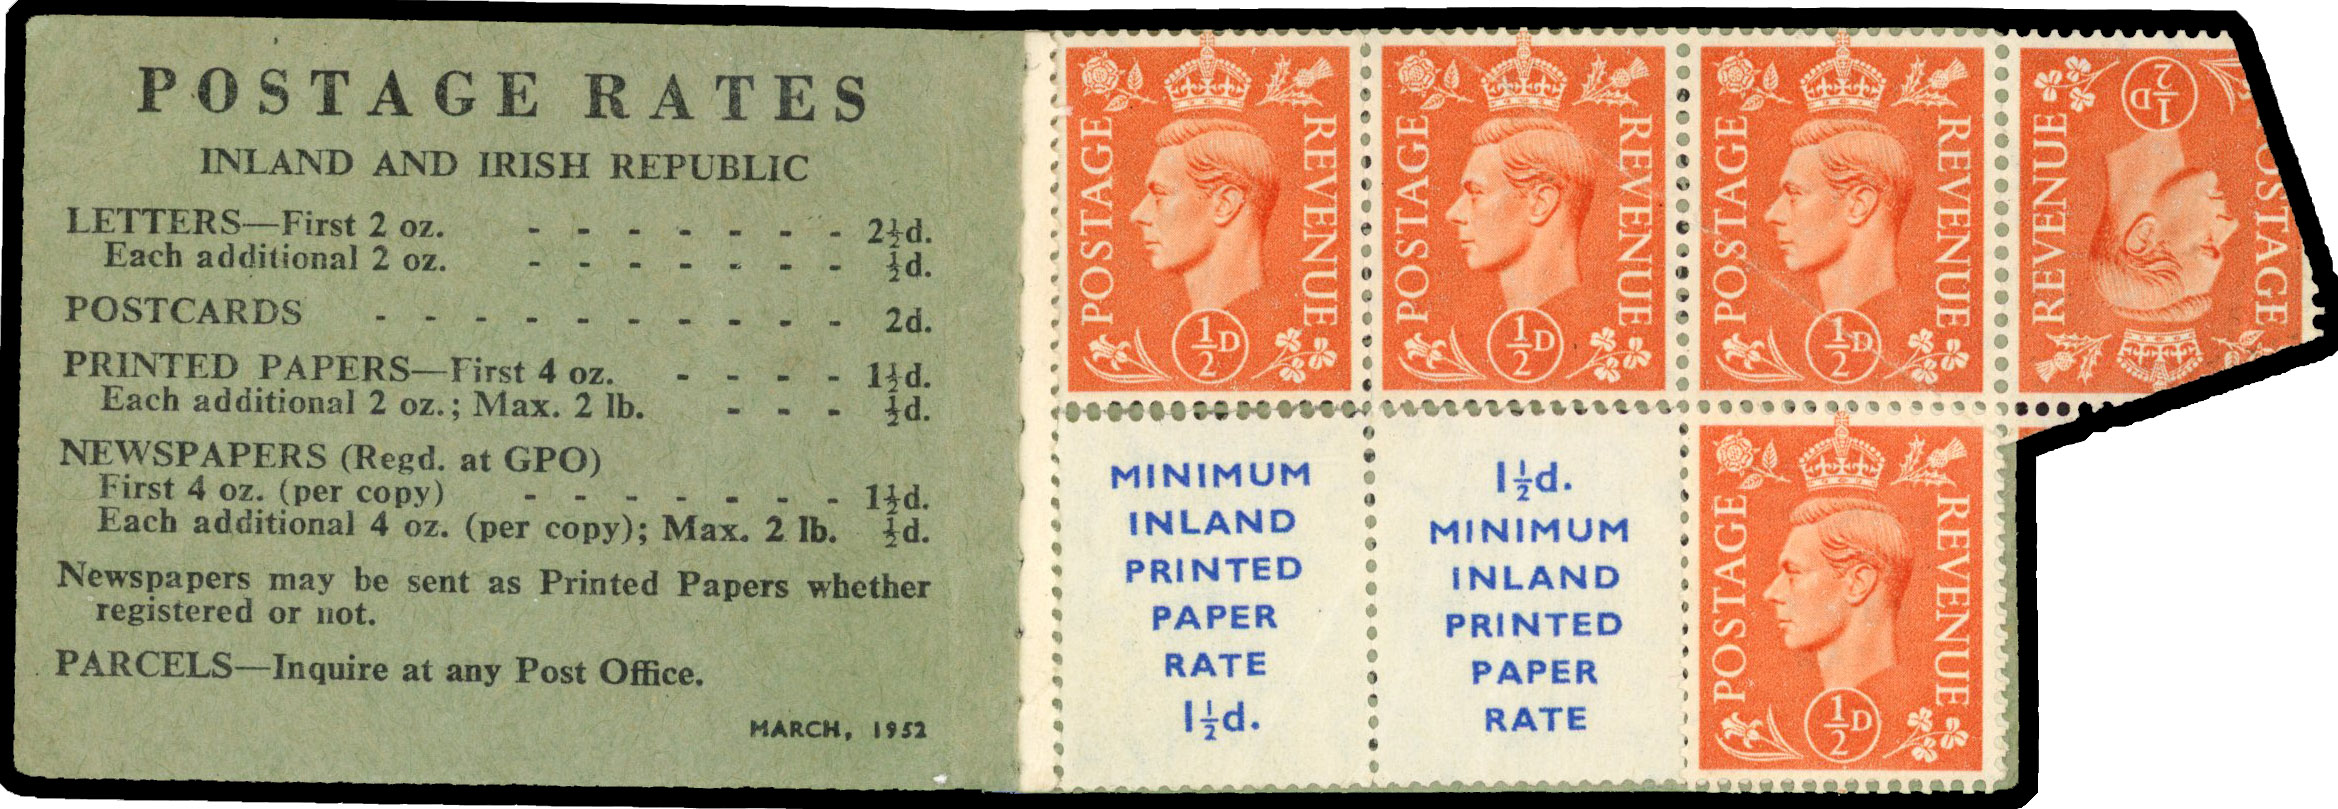 POSTAGE RATES
INLAND AND IRISH REPUBLIC
LETTERS—First 2 oz. - - - - - - - 2½d.
Each additional 2 oz. - - - - - - - ½d.
POSTCARDS - - - - - - - - - - 2d.
PRINTED PAPERS—First 4 oz. - - - - 1½d.
Each additional 2 oz.; Max. 2 lb. - - - ½d.
NEWSPAPERS (Regd. at GPO)
First 4 oz. (per copy) - - - - - - - 1½d.
Each additional 4 oz. (per copy); Max. 2 lb. ½d.
Newspapers may be sent as Printed Papers whether
registered or not.
PARCELS—Inquire at any Post Office.
MARCH, 1952
POSTAGE
REVENUE
½D
POSTAGE
REVENUE
½D
POSTAGE
REVENUE
½D
REVENUE
POSTAGE
½D
MINIMUM
INLAND
PRINTED
PAPER
RATE
1½d.
1½d.
MINIMUM
INLAND
PRINTED
PAPER
RATE
POSTAGE
REVENUE
½D